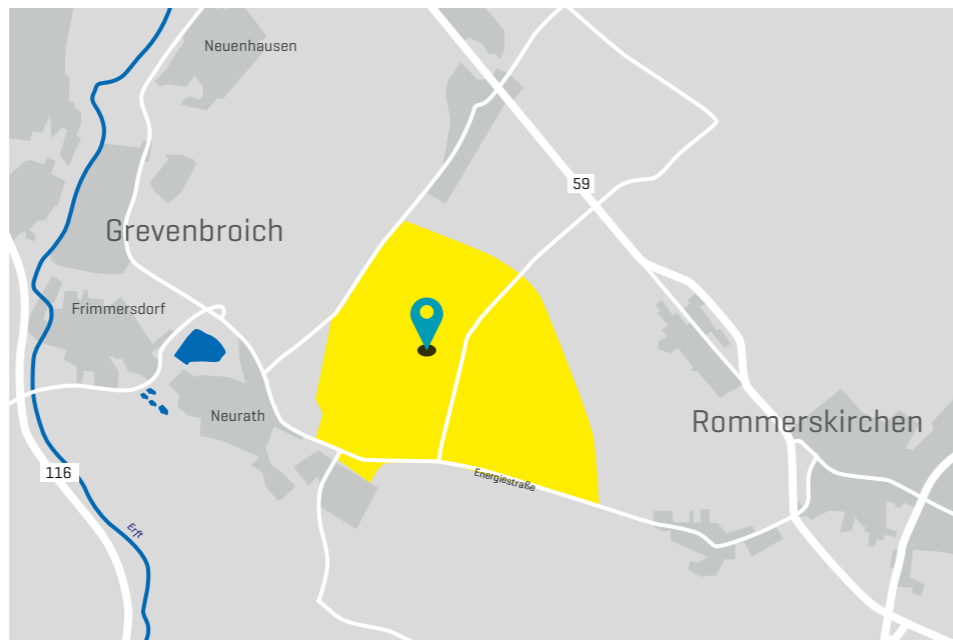 Neuenhausen
59
Grevenbroich
Frimmersdorf
Neurath
Rommerskirchen
116
Energiestraße
Erft